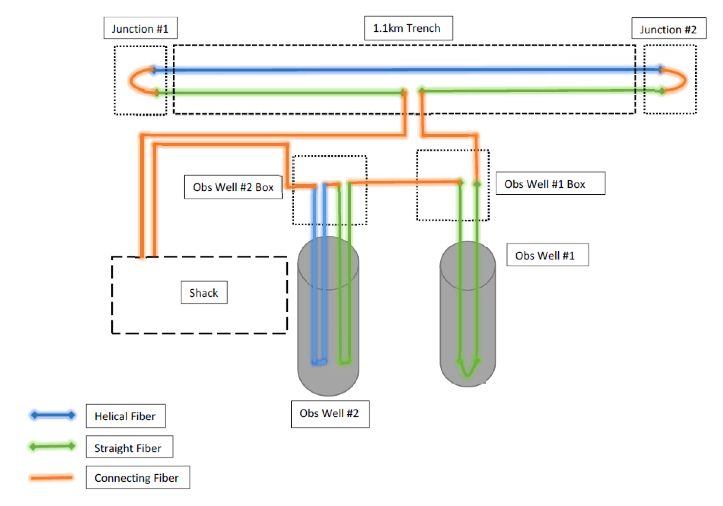 Junction #1
1.1km Trench
Junction #2
Obs Well #2 Box
Obs Well #1 Box
Obs Well #1
Shack
Obs Well #2
Helical Fiber
Straight Fiber
Connecting Fiber